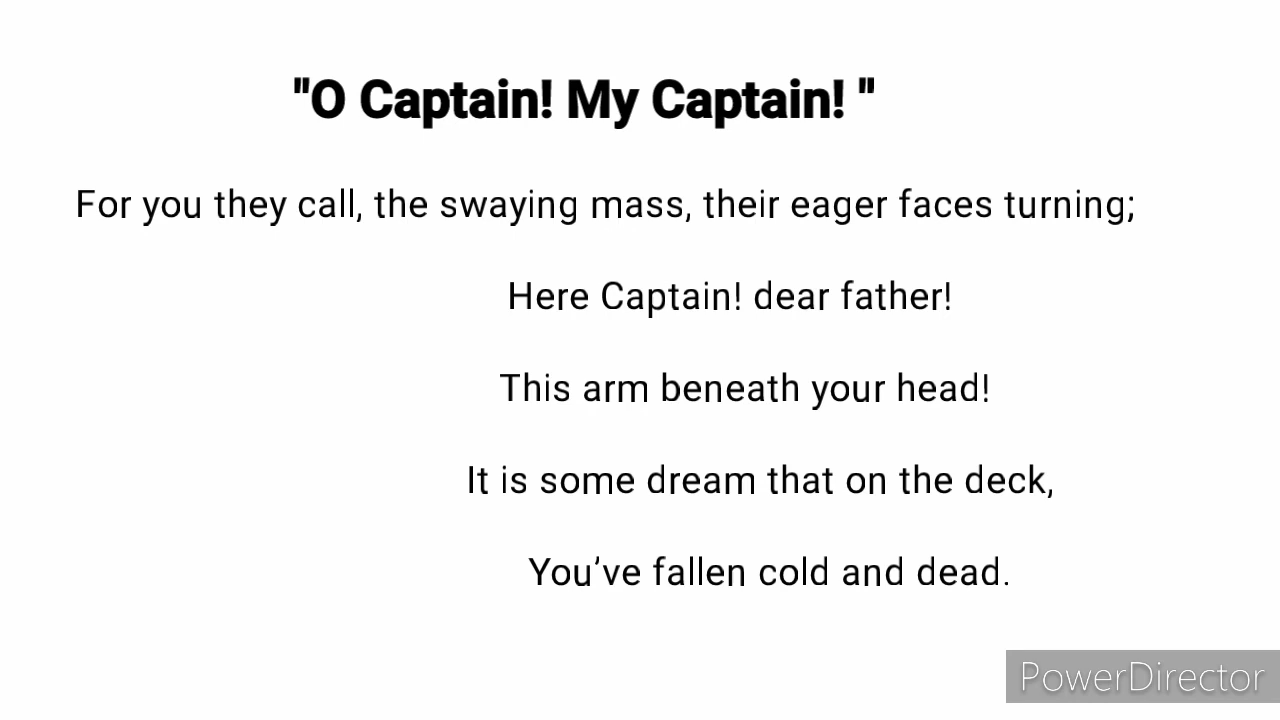 "O Captain! My Captain! "
For you they call, the swaying mass, their eager faces turning;
Here Captain! dear father!
This arm beneath your head!
It is some dream that on the deck,
You’ve fallen cold and dead.
PowerDirector